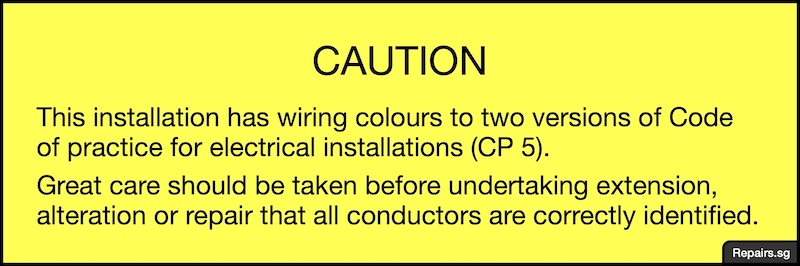 CAUTION
This installation has wiring colours to two versions of Code
of practice for electrical installations (CP 5).
Great care should be taken before undertaking extension,
alteration or repair that all conductors are correctly identified.
Repairs.sg